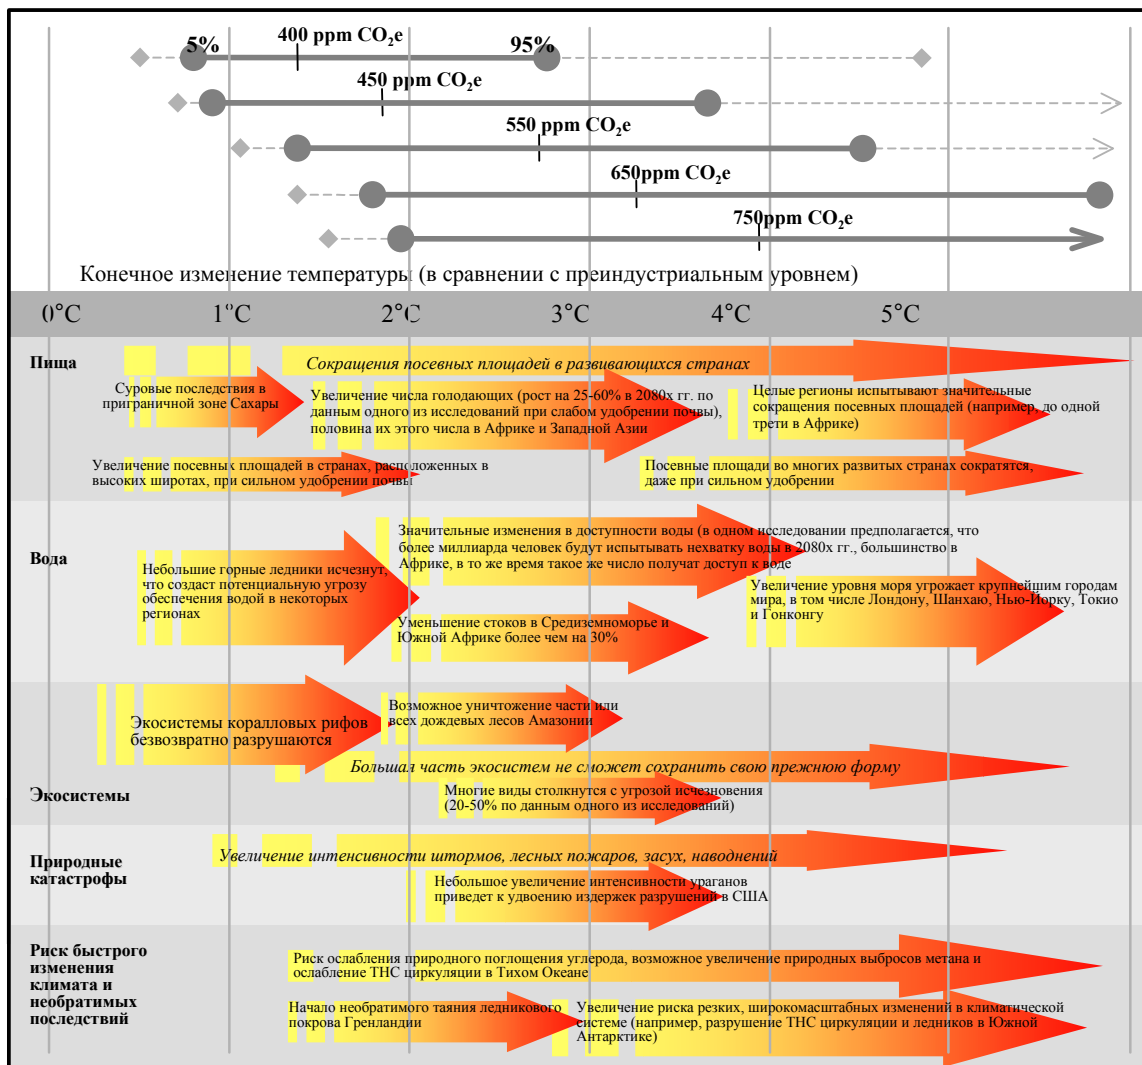 5%
400 ppm CO₂e
95%
450 ppm CO₂e
550 ppm CO₂e
650ppm CO₂e
750ppm CO₂e
Конечное изменение температуры (в сравнении с преиндустриальным уровнем)
0°C 1°C 2°C 3°C 4°C 5°C
Пища
Сокращения посевных площадей в развивающихся странах
Суровые последствия в
приграничной зоне Сахары
Увеличение числа голодающих (рост на 25-60% в 2080х гг. по
данным одного из исследований при слабом удобрении почвы),
половина их этого числа в Африке и Западной Азии
Целые регионы испытывают значительные
сокращения посевных площадей (например, до одной
трети в Африке)
Увеличение посевных площадей в странах, расположенных в
высоких широтах, при сильном удобрении почвы
Посевные площади во многих развитых странах сократятся,
даже при сильном удобрении
Вода
Значительные изменения в доступности воды (в одном исследовании предполагается, что
более миллиарда человек будут испытывать нехватку воды в 2080х гг., большинство в
Африке, в то же время такое же число получат доступ к воде
Небольшие горные ледники исчезнут,
что создаст потенциальную угрозу
обеспечения водой в некоторых
регионах
Увеличение уровня моря угрожает крупнейшим городам
мира, в том числе Лондону, Шанхаю, Нью-Йорку, Токио
и Гонконгу
Уменьшение стоков в Средиземноморье и
Южной Африке более чем на 30%
Экосистемы
Экосистемы коралловых рифов
безвозвратно разрушаются
Возможное уничтожение части или
всех дождевых лесов Амазонии
Большая часть экосистем не сможет сохранить свою прежнюю форму
Многие виды столкнутся с угрозой исчезновения
(20-50% по данным одного из исследований)
Природные
катастрофы
Увеличение интенсивности штормов, лесных пожаров, засух, наводнений
Небольшое увеличение интенсивности ураганов
приведет к удвоению издержек разрушений в США
Риск быстрого
изменения
климата и
необратимых
последствий
Риск ослабления природного поглощения углерода, возможное увеличение природных выбросов метана и
ослабление ТНС циркуляции в Тихом Океане
Начало необратимого таяния ледникового
покрова Гренландии
Увеличение риска резких, широкомасштабных изменений в климатической
системе (например, разрушение ТНС циркуляции и ледников в Южной
Антарктике)